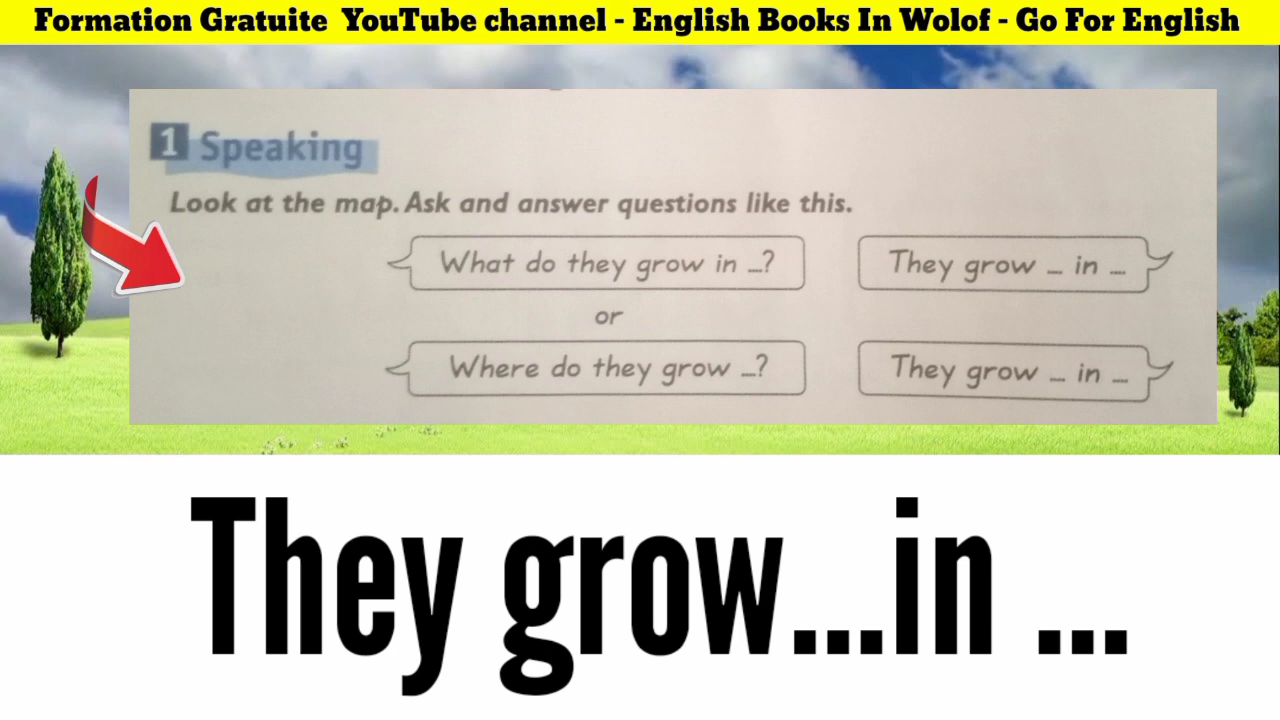 Formation Gratuite YouTube channel - English Books In Wolof - Go For English
1 Speaking
Look at the map. Ask and answer questions like this.
What do they grow in ...? They grow ... in ...
or
Where do they grow ...? They grow ... in ...
They grow...in ...